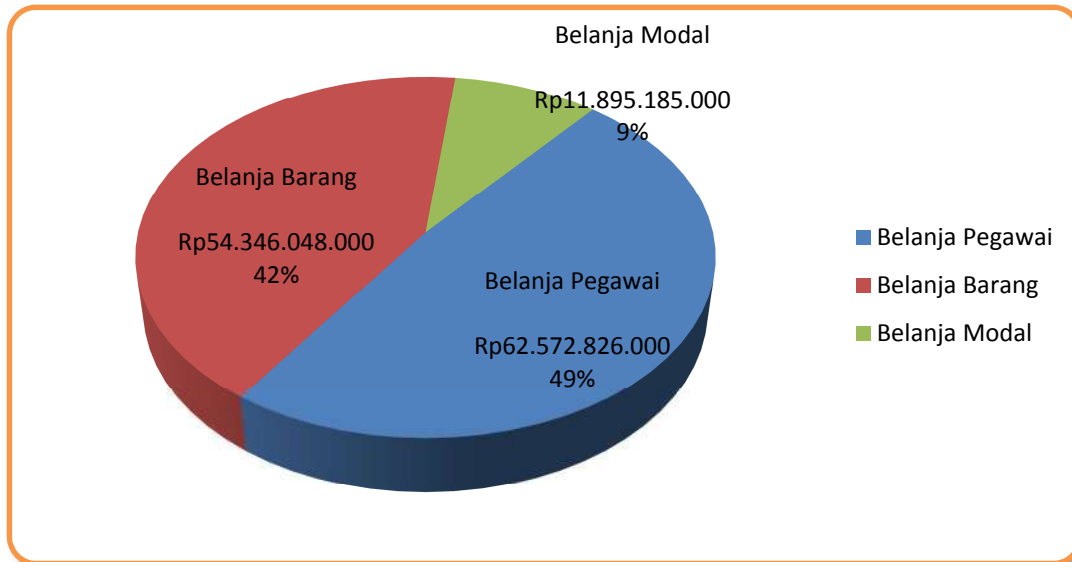 Belanja Modal
Rp11.895.185.000
9%
Belanja Barang
Rp54.346.048.000
42%
Belanja Pegawai
Rp62.572.826.000
49%
Belanja Pegawai
Belanja Barang
Belanja Modal